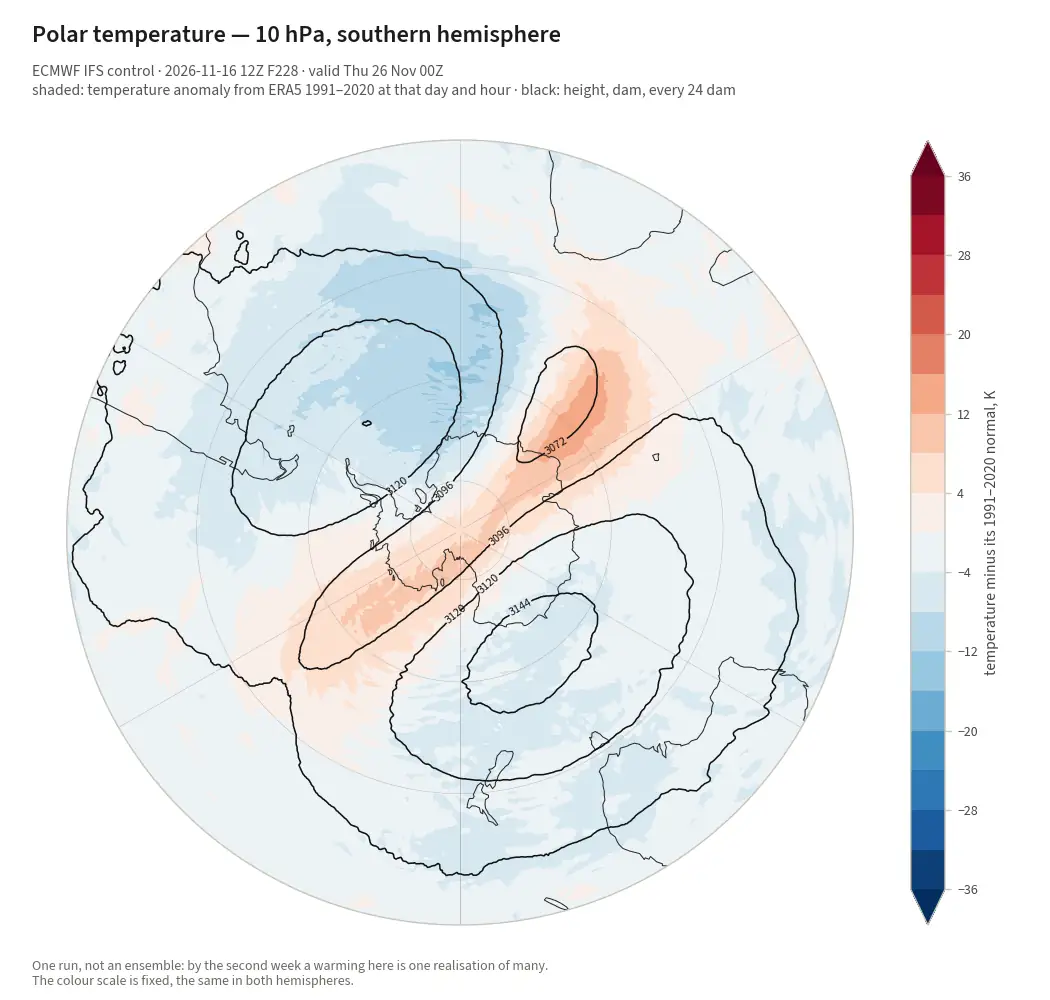 Polar temperature — 10 hPa, southern hemisphere
ECMWF IFS control · 2026-11-16 12Z F228 · valid Thu 26 Nov 00Z
shaded: temperature anomaly from ERA5 1991–2020 at that day and hour · black: height, dam, every 24 dam
36
28
20
12
4
−4
−12
−20
−28
−36
temperature minus its 1991–2020 normal, K
3072
3120
3096
3096
3120
3144
3120
One run, not an ensemble: by the second week a warming here is one realisation of many.
The colour scale is fixed, the same in both hemispheres.